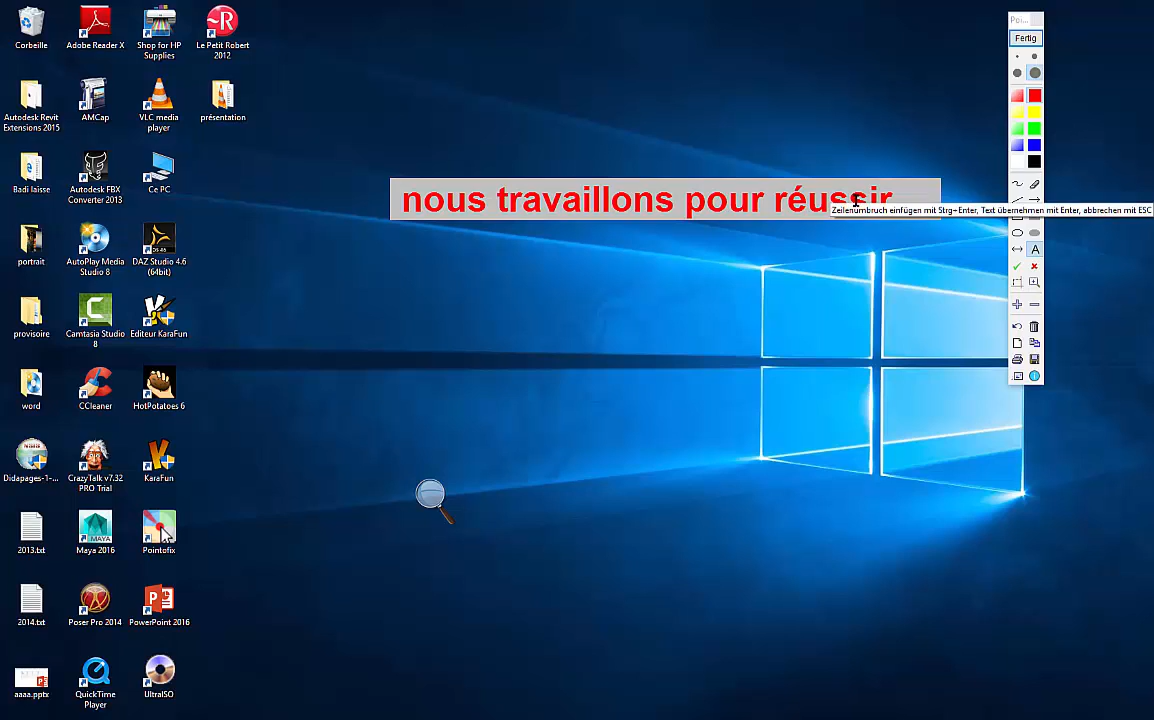 Corbeille
Adobe Reader X
Shop for HP
Supplies
Le Petit Robert
2012
Autodesk Revit
Extensions 2015
AMCap
VLC media
player
présentation
Badi laisse
Autodesk FBX
Converter 2013
Ce PC
portrait
AutoPlay Media
Studio 8
DAZ Studio 4.6
(64bit)
provisoire
Camtasia Studio
8
Editeur KaraFun
word
CCleaner
HotPotatoes 6
Didapages-1-...
CrazyTalk v7.32
PRO Trial
KaraFun
2013.txt
Maya 2016
Pointofix
2014.txt
Poser Pro 2014
PowerPoint 2016
aaaa.pptx
QuickTime
Player
UltraISO
nous travaillons pour réussir
Zeilenumbruch einfügen mit Strg+Enter, Text übernehmen mit Enter, abbrechen mit ESC
Poi...
Fertig
A